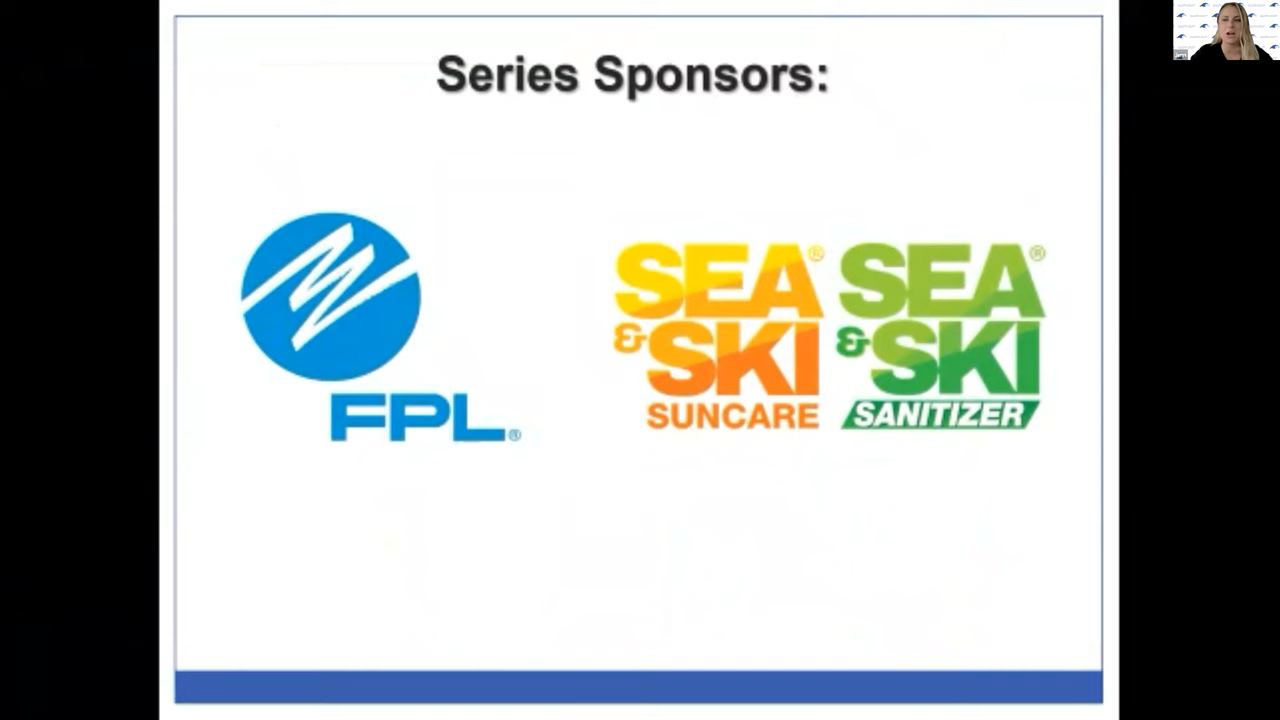 Series Sponsors:
FPL®
SEA®
&SKI
SUNCARE
SEA®
&SKI
SANITIZER